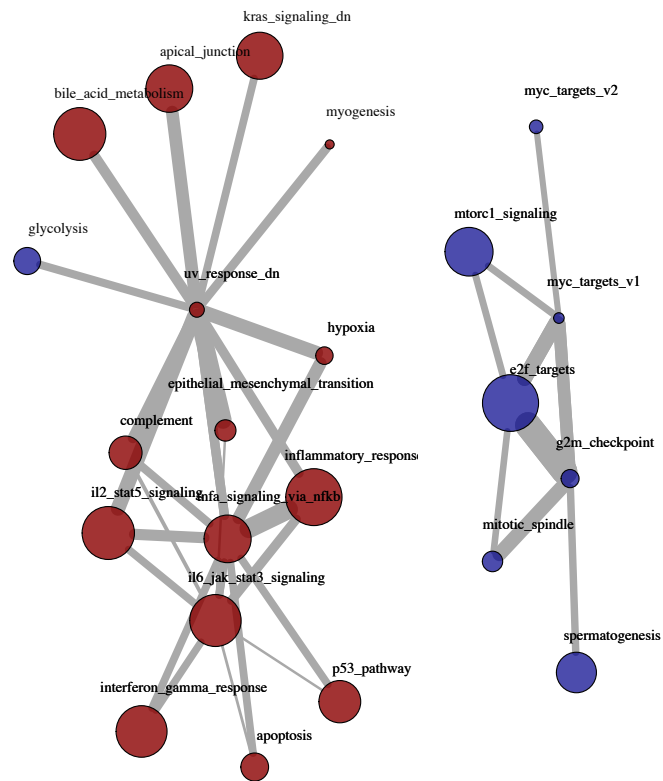 kras_signaling_dn
apical_junction
bile_acid_metabolism
myogenesis
glycolysis
uv_response_dn
hypoxia
epithelial_mesenchymal_transition
complement
inflammatory_response
il2_stat5_signaling
tnfa_signaling_via_nfkb
il6_jak_stat3_signaling
p53_pathway
interferon_gamma_response
apoptosis
myc_targets_v2
mtorc1_signaling
myc_targets_v1
e2f_targets
g2m_checkpoint
mitotic_spindle
spermatogenesis